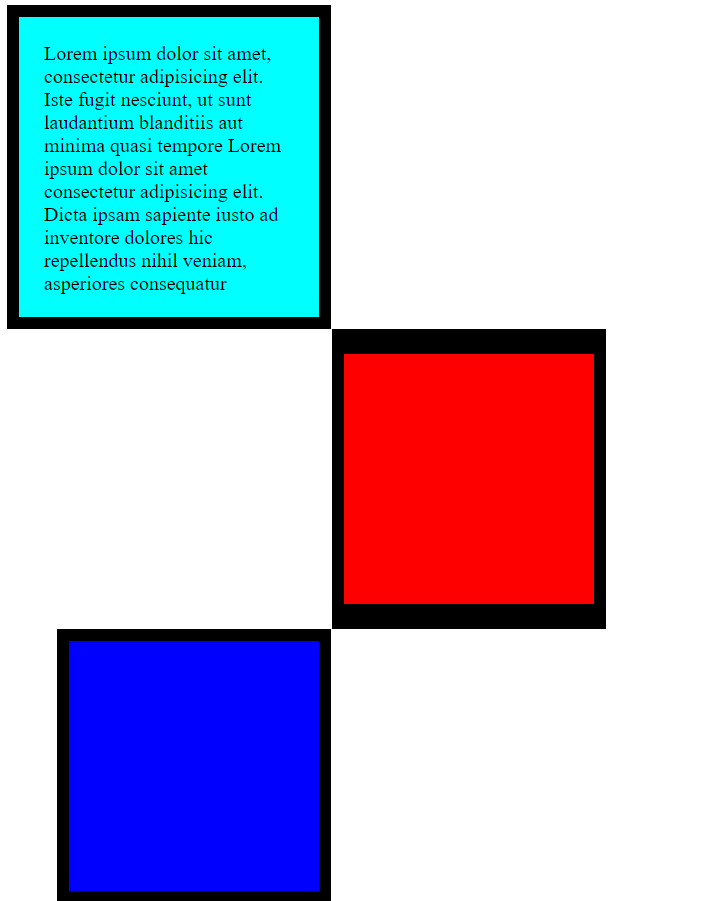 Lorem ipsum dolor sit amet,
consectetur adipisicing elit.
Iste fugit nesciunt, ut sunt
laudantium blanditiis aut
minima quasi tempore Lorem
ipsum dolor sit amet
consectetur adipisicing elit.
Dicta ipsam sapiente iusto ad
inventore dolores hic
repellendus nihil veniam,
asperiores consequatur